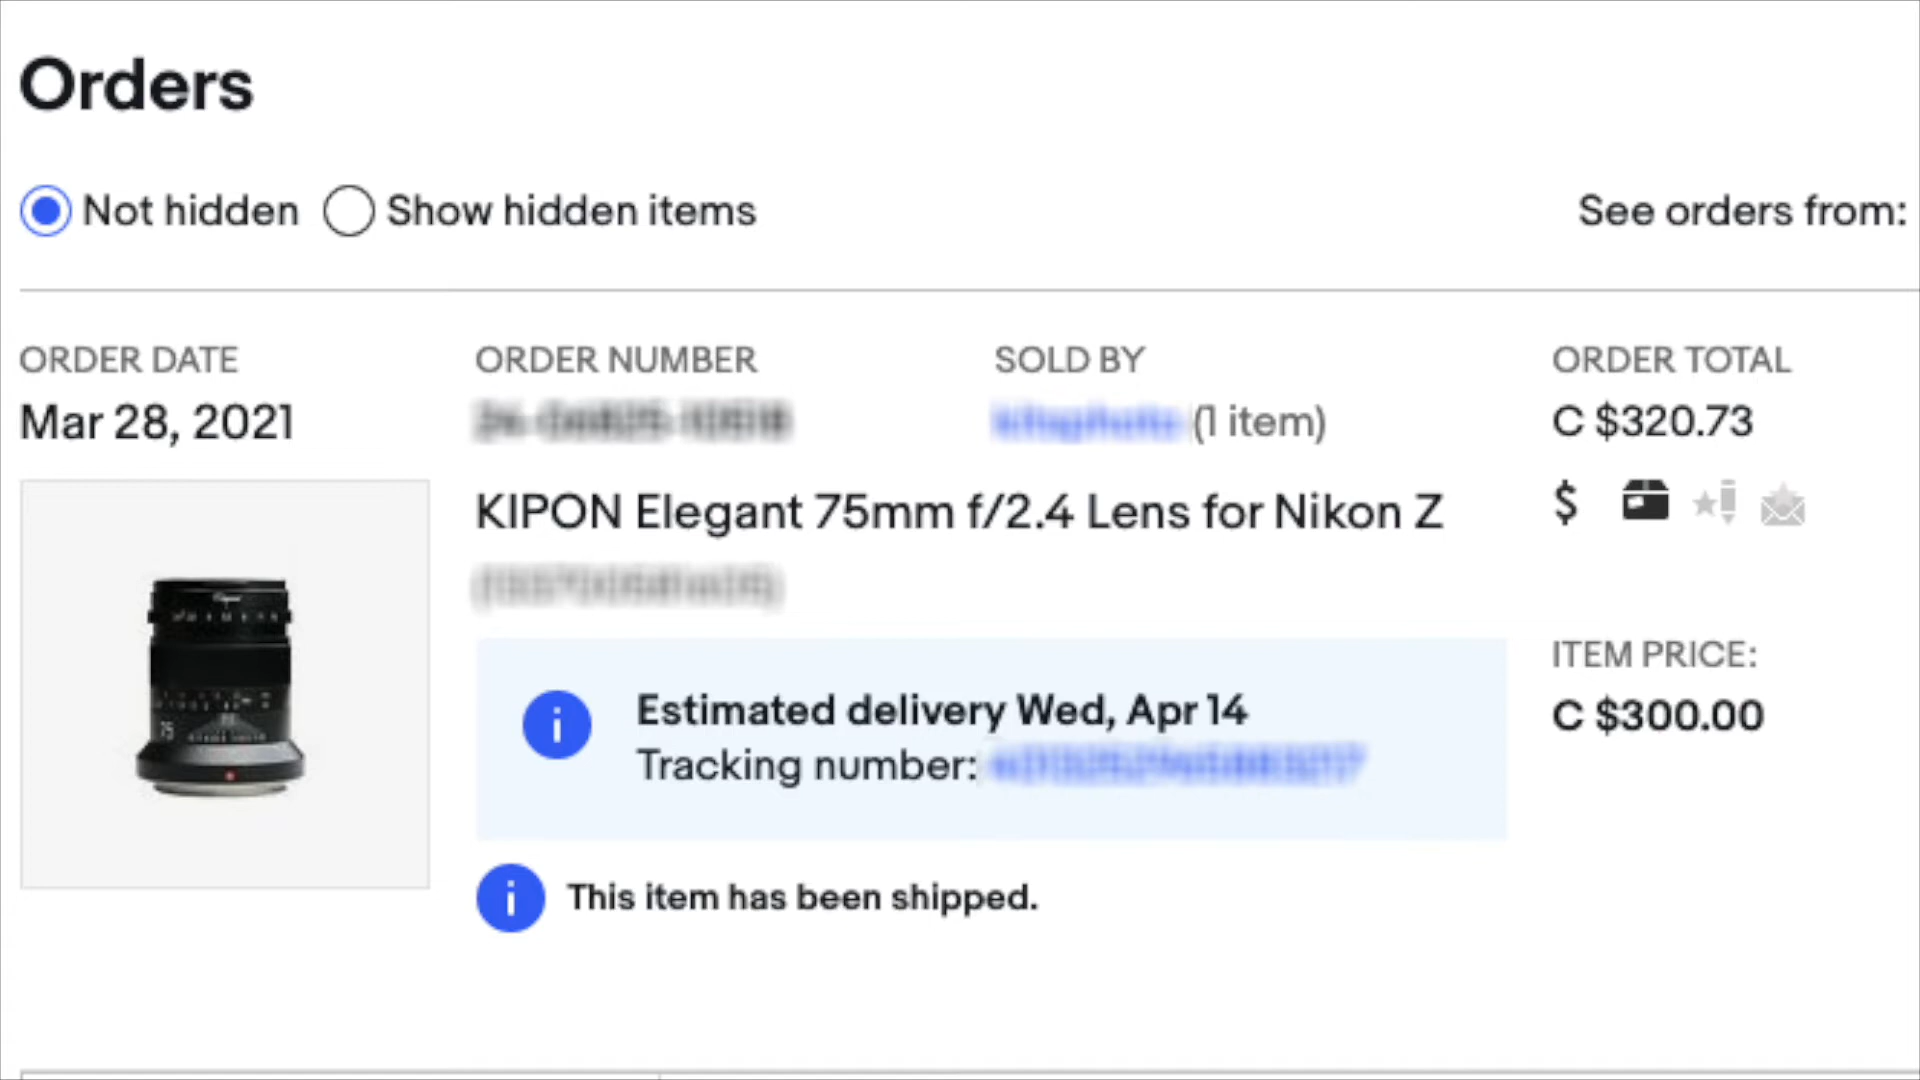 Orders
Not hidden Show hidden items See orders from:
ORDER DATE ORDER NUMBER SOLD BY ORDER TOTAL
Mar 28, 2021 (1 item) C $320.73
KIPON Elegant 75mm f/2.4 Lens for Nikon Z
Estimated delivery Wed, Apr 14
Tracking number:
ITEM PRICE:
C $300.00
This item has been shipped.
75